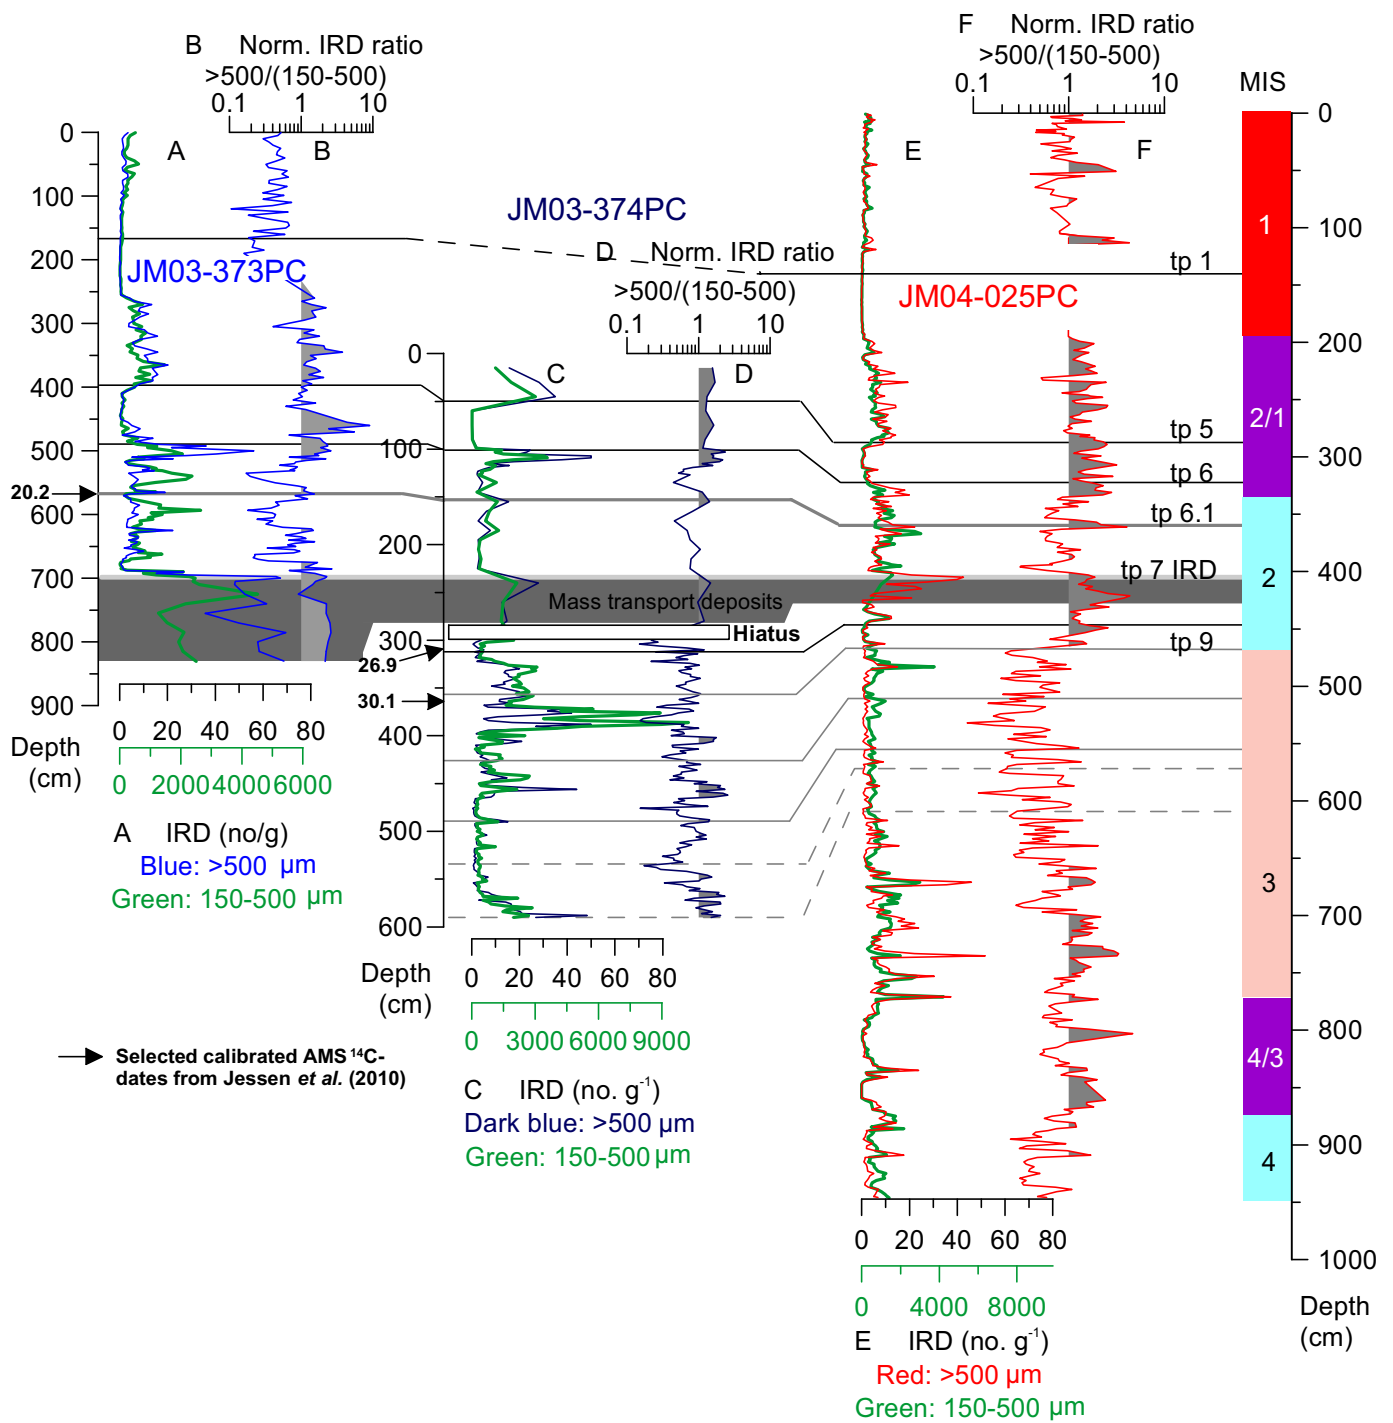 F Norm. IRD ratio
>500/(150-500)
0.1 1 10
B Norm. IRD ratio
>500/(150-500)
0.1 1 10
MIS
A
B
E
F
0
100
200
300
400
500
600
700
800
900
Depth
(cm)
JM03-373PC
JM03-374PC
D Norm. IRD ratio
>500/(150-500)
0.1 1 10
JM04-025PC
C
D
0
100
200
300
400
500
600
Depth
(cm)
20.2
26.9
30.1
Mass transport deposits
Hiatus
tp 1
tp 5
tp 6
tp 6.1
tp 7 IRD
tp 9
1
2/1
2
3
4/3
4
0
100
200
300
400
500
600
700
800
900
1000
Depth
(cm)
0 20 40 60 80
0 2000 4000 6000
A IRD (no/g)
Blue: >500 µm
Green: 150-500 µm
0 20 40 60 80
0 3000 6000 9000
C IRD (no. g-1)
Dark blue: >500 µm
Green: 150-500 µm
Selected calibrated AMS 14C-
dates from Jessen et al. (2010)
0 20 40 60 80
0 4000 8000
E IRD (no. g-1)
Red: >500 µm
Green: 150-500 µm